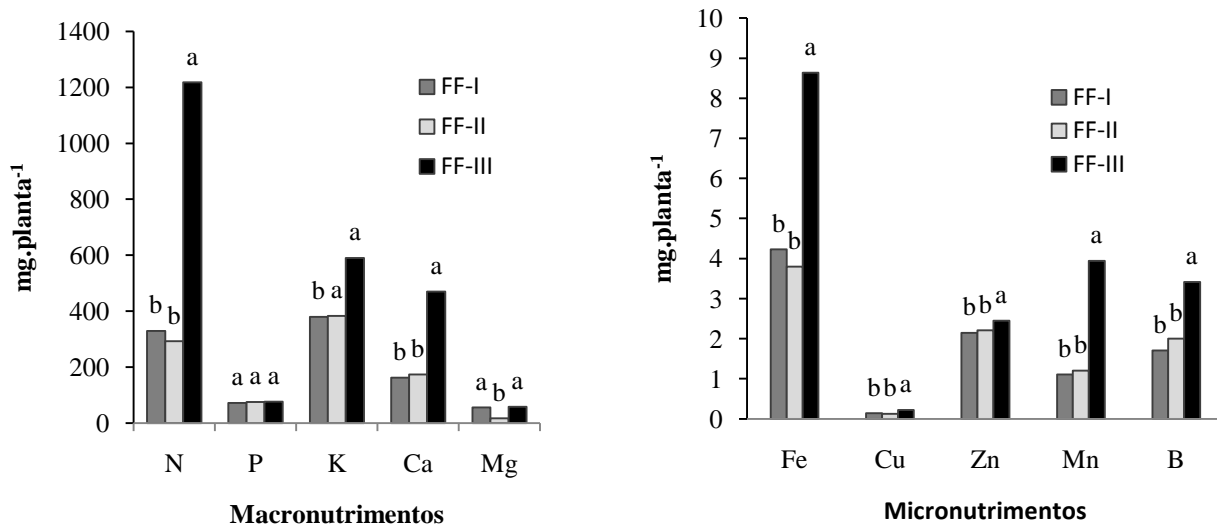 1400
1200
1000
800
600
400
200
0
mg.planta⁻¹
a
b b
a a a
b a a
b b a
a b a
FF-I
FF-II
FF-III
N P K Ca Mg
Macronutrimentos
10
9
8
7
6
5
4
3
2
1
0
mg.planta⁻¹
b b a
b b a
b b a
b b a
b b a
FF-I
FF-II
FF-III
Fe Cu Zn Mn B
Micronutrimentos